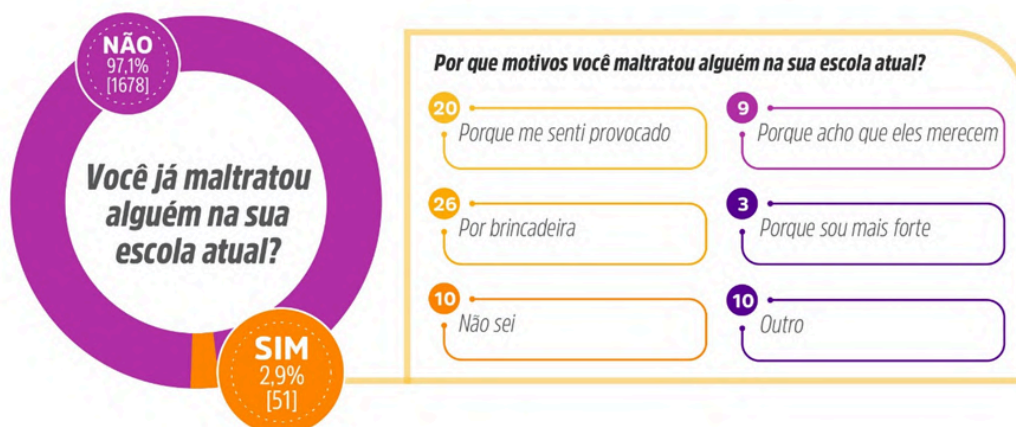 NÃO
97,1%
[1678]
Você já maltratou
alguém na sua
escola atual?
SIM
2,9%
[51]
Por que motivos você maltratou alguém na sua escola atual?
20
Porque me senti provocado
9
Porque acho que eles merecem
26
Por brincadeira
3
Porque sou mais forte
10
Não sei
10
Outro